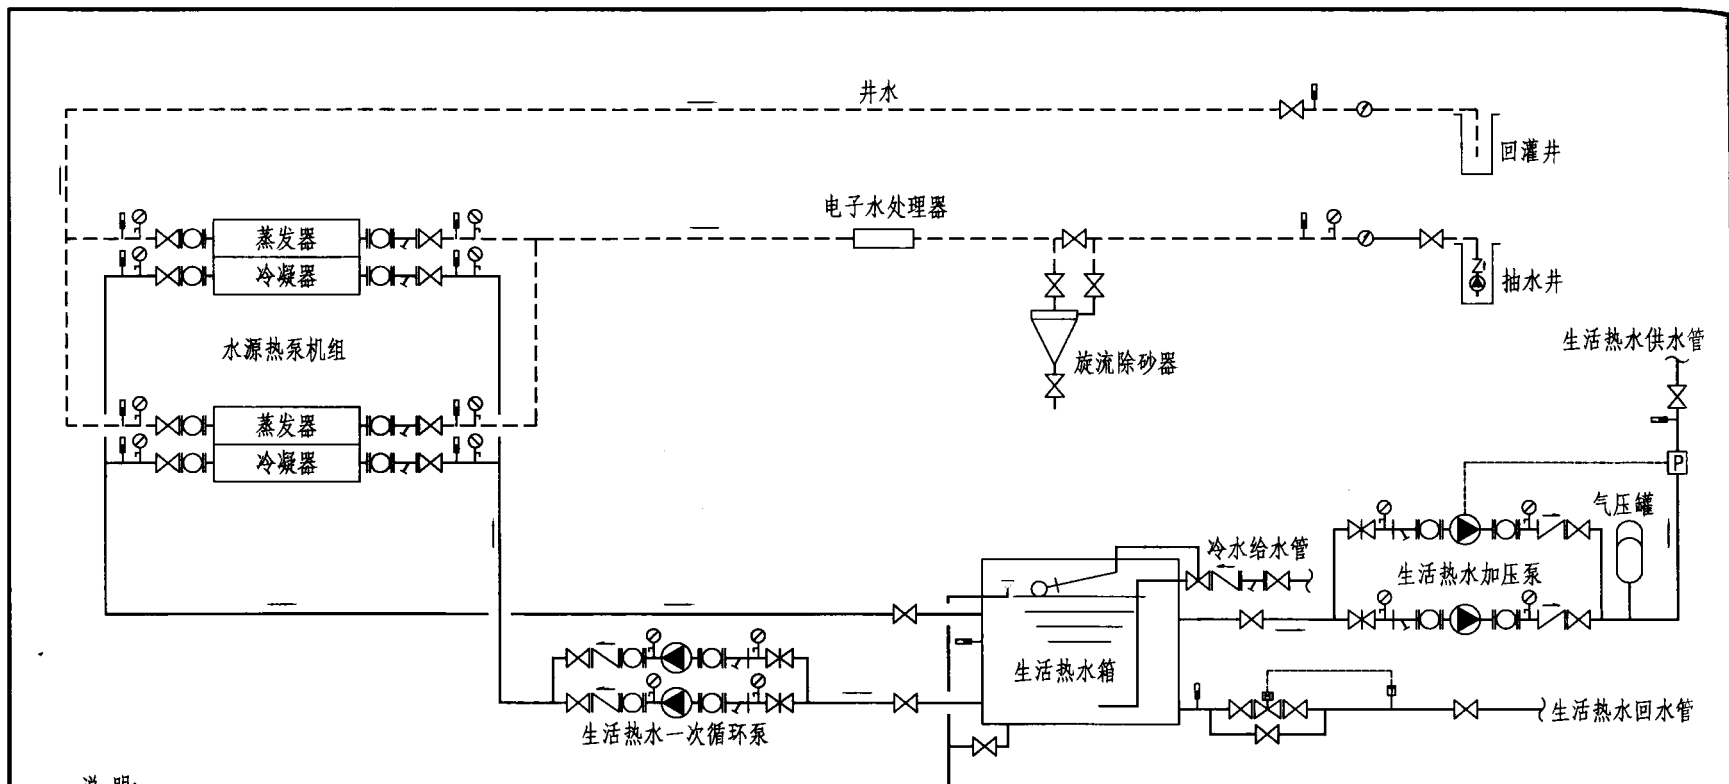 井水
回灌井
电子水处理器
蒸发器
冷凝器
抽水井
水源热泵机组
旋流除砂器
生活热水供水管
蒸发器
冷凝器
P
气压罐
冷水给水管
生活热水加压泵
生活热水箱
生活热水一次循环泵
生活热水回水管
说明: